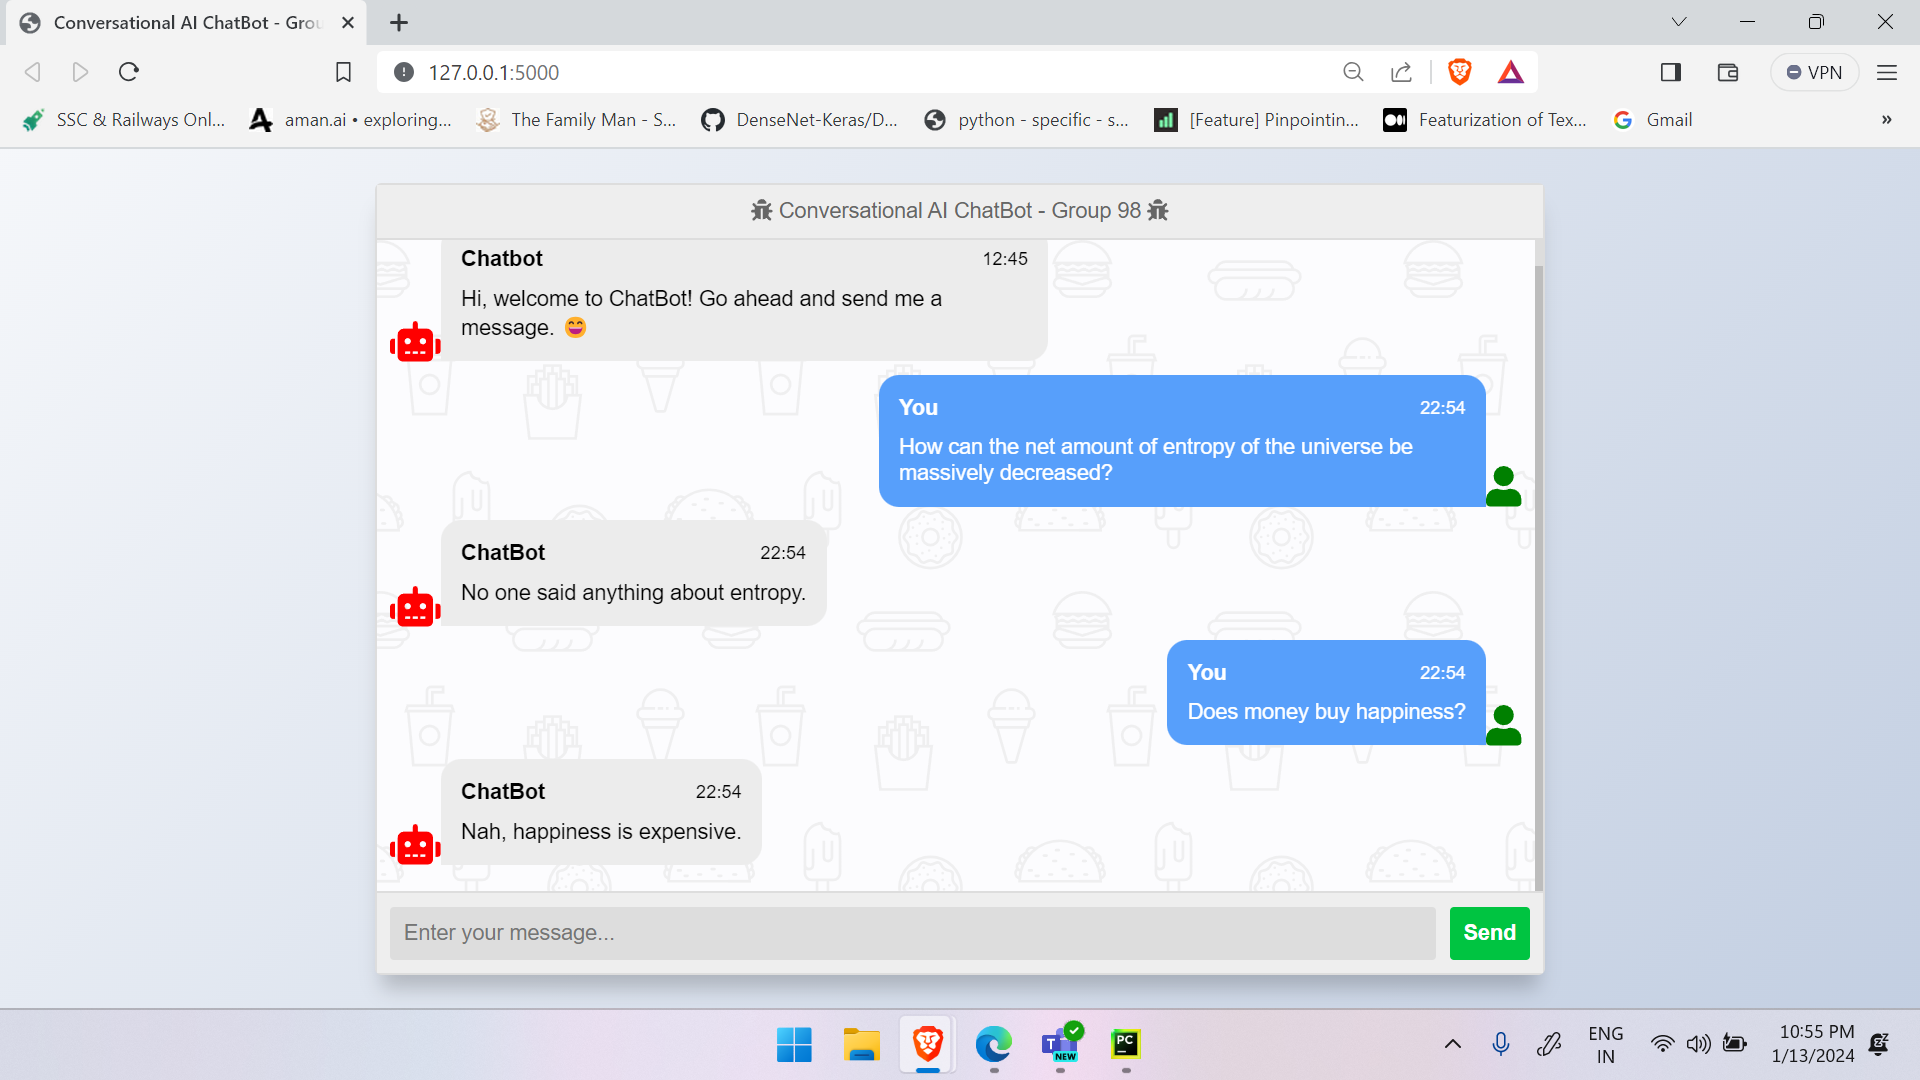 Conversational AI ChatBot - Grou
127.0.0.1:5000
VPN
SSC & Railways Onl...
aman.ai • exploring...
The Family Man - S...
DenseNet-Keras/D...
python - specific - s...
[Feature] Pinpointin...
Featurization of Tex...
Gmail
»
Conversational AI ChatBot - Group 98
Chatbot 12:45
Hi, welcome to ChatBot! Go ahead and send me a
message. 😄
You 22:54
How can the net amount of entropy of the universe be
massively decreased?
ChatBot 22:54
No one said anything about entropy.
You 22:54
Does money buy happiness?
ChatBot 22:54
Nah, happiness is expensive.
Enter your message...
Send
T NEW
PC
ENG
IN
10:55 PM
1/13/2024